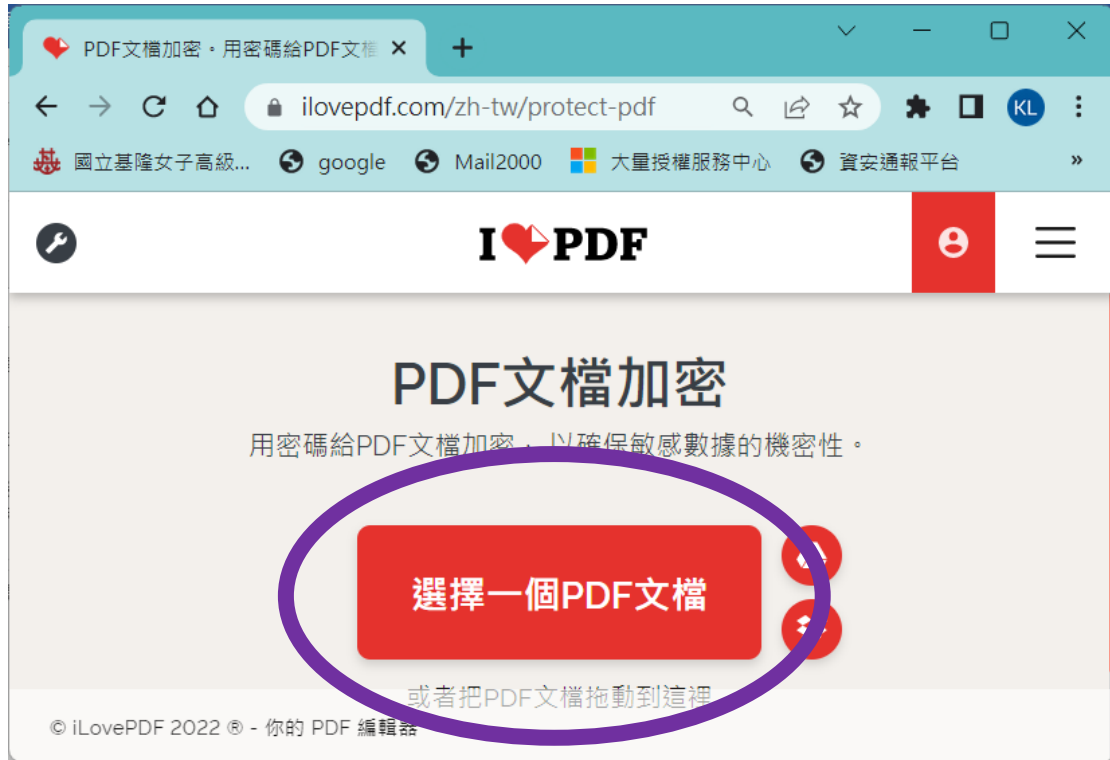 PDF文檔加密。用密碼給PDF文檔
ilovepdf.com/zh-tw/protect-pdf
KL
國立基隆女子高級... google Mail2000 大量授權服務中心 資安通報平台 »
I PDF
PDF文檔加密
用密碼給PDF文檔加密， 以確保敏感數據的機密性。
選擇一個PDF文檔
或者把PDF文檔拖動到這裡
© iLovePDF 2022 ® - 你的 PDF 編輯器